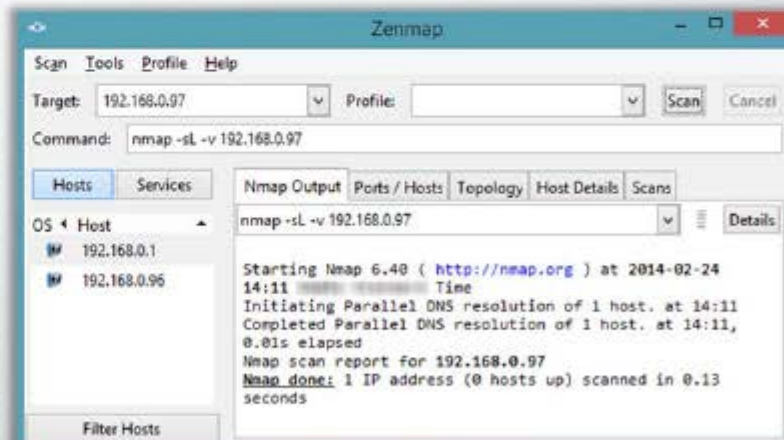 Zenmap
Scan Tools Profile Help
Target: 192.168.0.97 Profile: Scan Cancel
Command: nmap -sL -v 192.168.0.97
Hosts Services
Nmap Output Ports / Hosts Topology Host Details Scans
OS Host
nmap -sL -v 192.168.0.97 Details
192.168.0.1
192.168.0.96
Starting Nmap 6.40 ( http://nmap.org ) at 2014-02-24
14:11 Time
Initiating Parallel DNS resolution of 1 host. at 14:11
Completed Parallel DNS resolution of 1 host. at 14:11,
0.01s elapsed
Nmap scan report for 192.168.0.97
Nmap done: 1 IP address (0 hosts up) scanned in 0.13
seconds
Filter Hosts